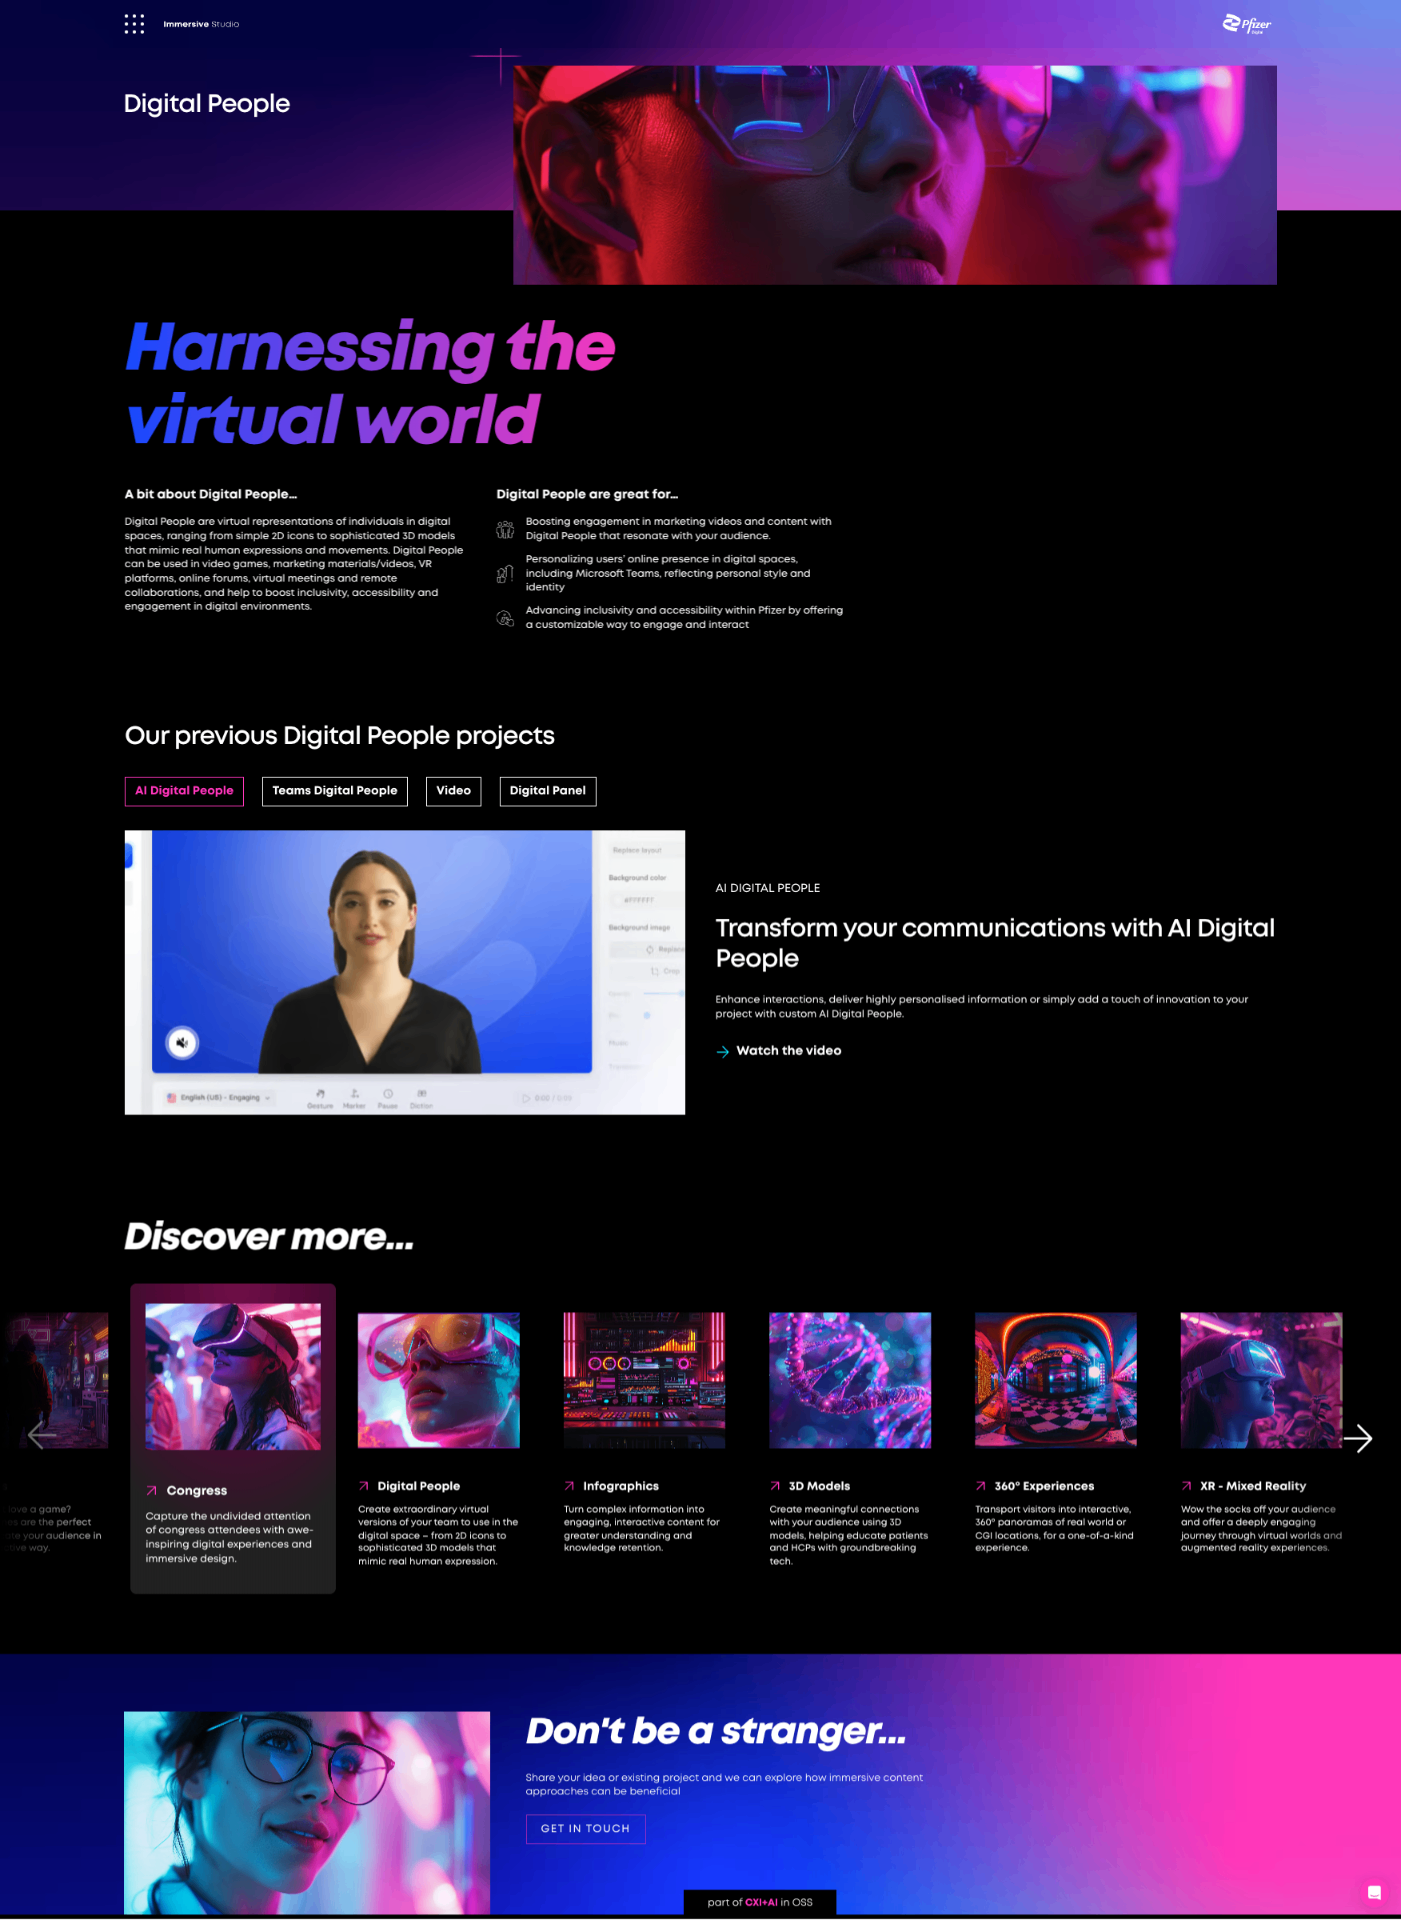 Immersive Studio
Pfizer
Digital People
Harnessing the
virtual world
A bit about Digital People...
Digital People are virtual representations of individuals in digital
spaces, ranging from simple 2D icons to sophisticated 3D models
that mimic real human expressions and movements. Digital People
can be used in video games, marketing materials/videos, VR
platforms, online forums, virtual meetings and remote
collaborations, and help to boost inclusivity, accessibility and
engagement in digital environments.
Digital People are great for...
Boosting engagement in marketing videos and content with
Digital People that resonate with your audience.
Personalizing users' online presence in digital spaces,
including Microsoft Teams, reflecting personal style and
identity
Advancing inclusivity and accessibility within Pfizer by offering
a customizable way to engage and interact
Our previous Digital People projects
AI Digital People
Teams Digital People
Video
Digital Panel
Replace layout
Background color
#FFFFFF
Background image
Replace
Crop
Music
English (US) - Engaging
Gesture
Marker
Pause
Diction
AI DIGITAL PEOPLE
Transform your communications with AI Digital
People
Enhance interactions, deliver highly personalised information or simply add a touch of innovation to your
project with custom AI Digital People.
Watch the video
Discover more...
love a game?
are the perfect
your audience in
way.
Congress
Capture the undivided attention
of congress attendees with awe-
inspiring digital experiences and
immersive design.
Digital People
Create extraordinary virtual
versions of your team to use in the
digital space – from 2D icons to
sophisticated 3D models that
mimic real human expression.
Infographics
Turn complex information into
engaging, interactive content for
greater understanding and
knowledge retention.
3D Models
Create meaningful connections
with your audience using 3D
models, helping educate patients
and HCPs with groundbreaking
tech.
360° Experiences
Transport visitors into interactive,
360° panoramas of real world or
CGI locations, for a one-of-a-kind
experience.
XR - Mixed Reality
Wow the socks off your audience
and offer a deeply engaging
journey through virtual worlds and
augmented reality experiences.
Don't be a stranger...
Share your idea or existing project and we can explore how immersive content
approaches can be beneficial
GET IN TOUCH
part of CXI+AI in OSS